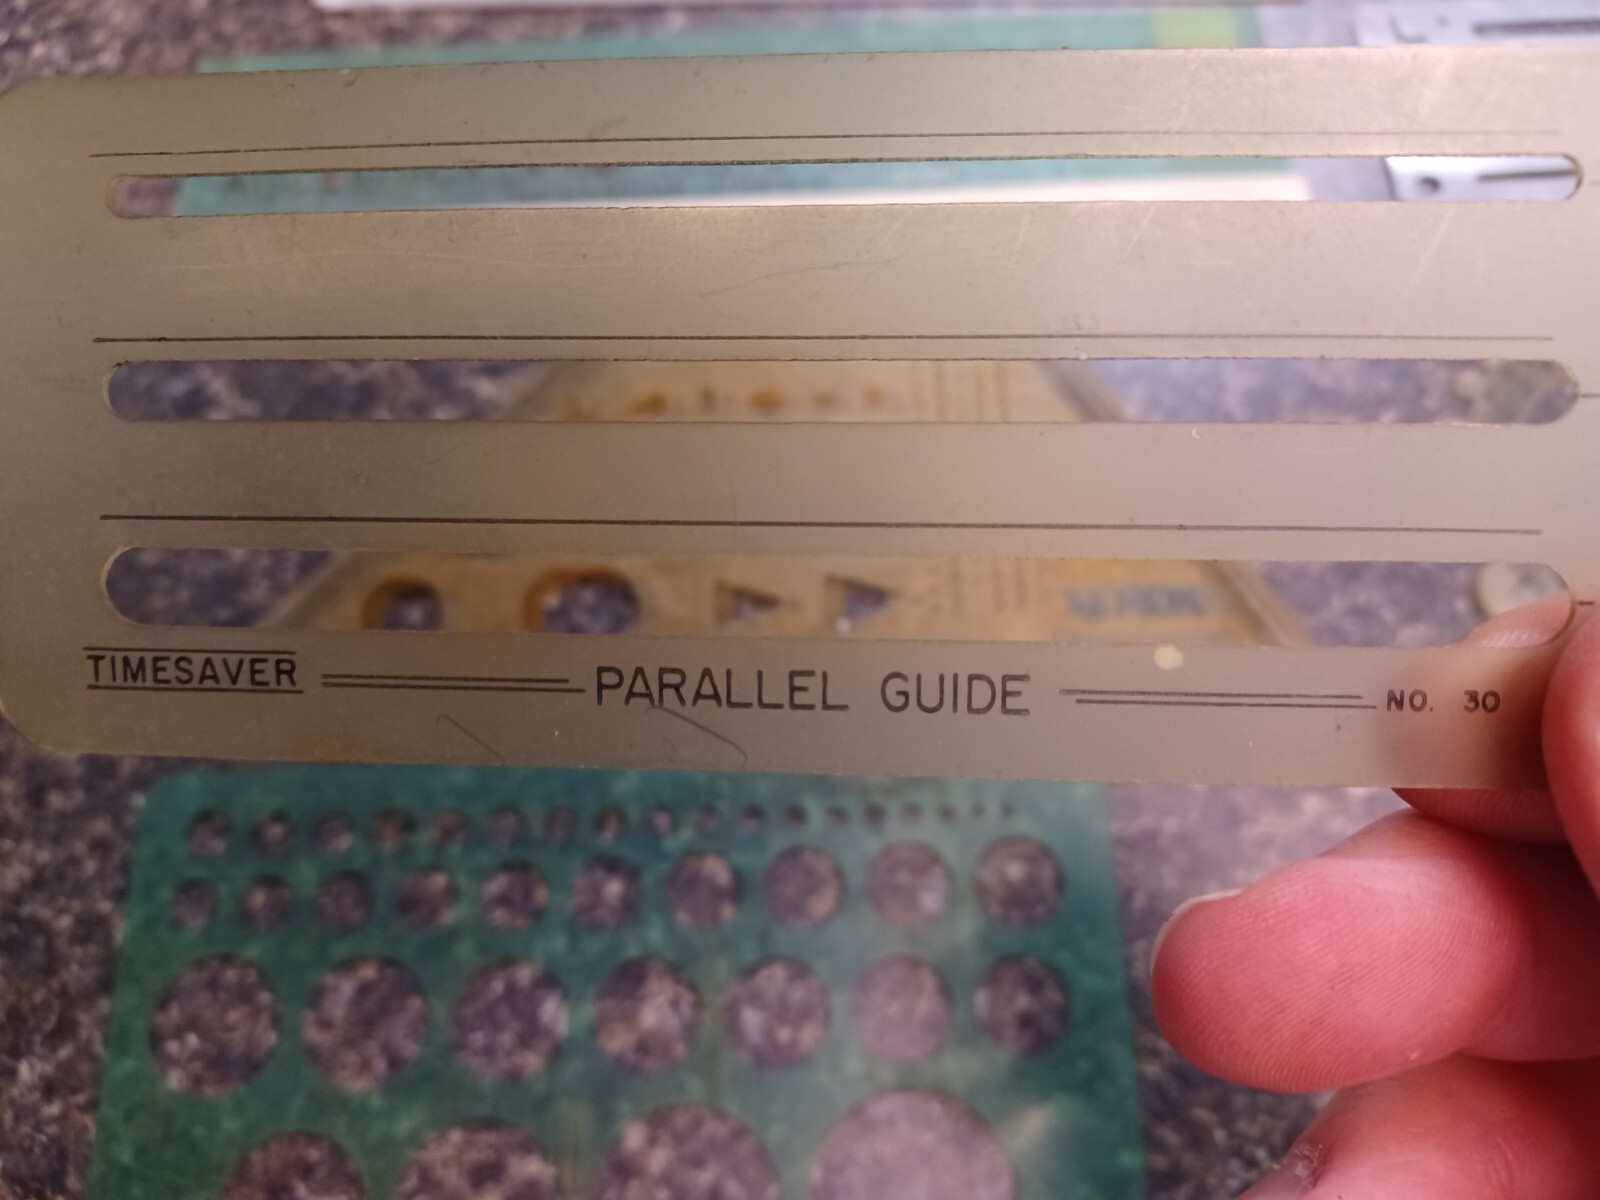 TIMESAVER PARALLEL GUIDE NO. 30